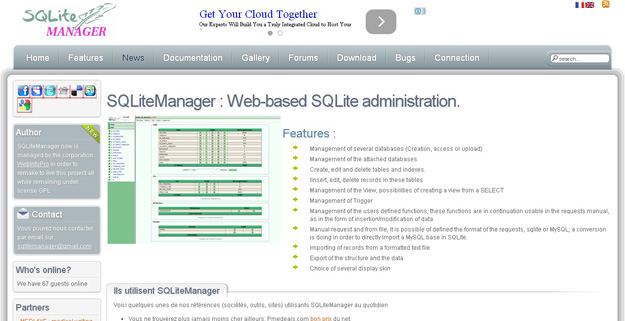 SQLite
MANAGER
Get Your Cloud Together
Our Experts Will Build You a Truly Integrated Cloud to Host Your
Home
Features
News
Documentation
Gallery
Forums
Download
Bugs
Connection
search...
SQLiteManager : Web-based SQLite administration.
Features :
Management of several databases (Creation, access or upload)
Management of the attached databases
Create, edit and delete tables and indexes.
Insert, edit, delete records in these tables
Management of the View, possibilities of creating a view from a SELECT
Management of Trigger
Management of the users defined functions, these functions are in continuation usable in the requests manual,
as in the form of insertion/modification of data
Manual request and from file, it is possible of defined the format of the requests, sqlite or MySQL; a conversion
is doing in order to directly import a MySQL base in SQLite.
Importing of records from a formatted text file
Export of the structure and the data
Choice of several display skin
NEW
Author
SQLiteManager now is
managed by the corporation
WebInfoPro in order to
remake to live this project all
while remaining under
license GPL.
Contact
Vous pouvez nous contacter
par email sur
sqlitemanager@gmail.com
Who's online?
We have 67 guests online
Partners
Ils utilisent SQLiteManager
Voici quelques unes de nos références (sociétés, outils, sites) utilisants SQLiteManager au quotidien
Vous ne trouverez plus jamais moins cher ailleurs. Pmedeals.com bon prix du net.